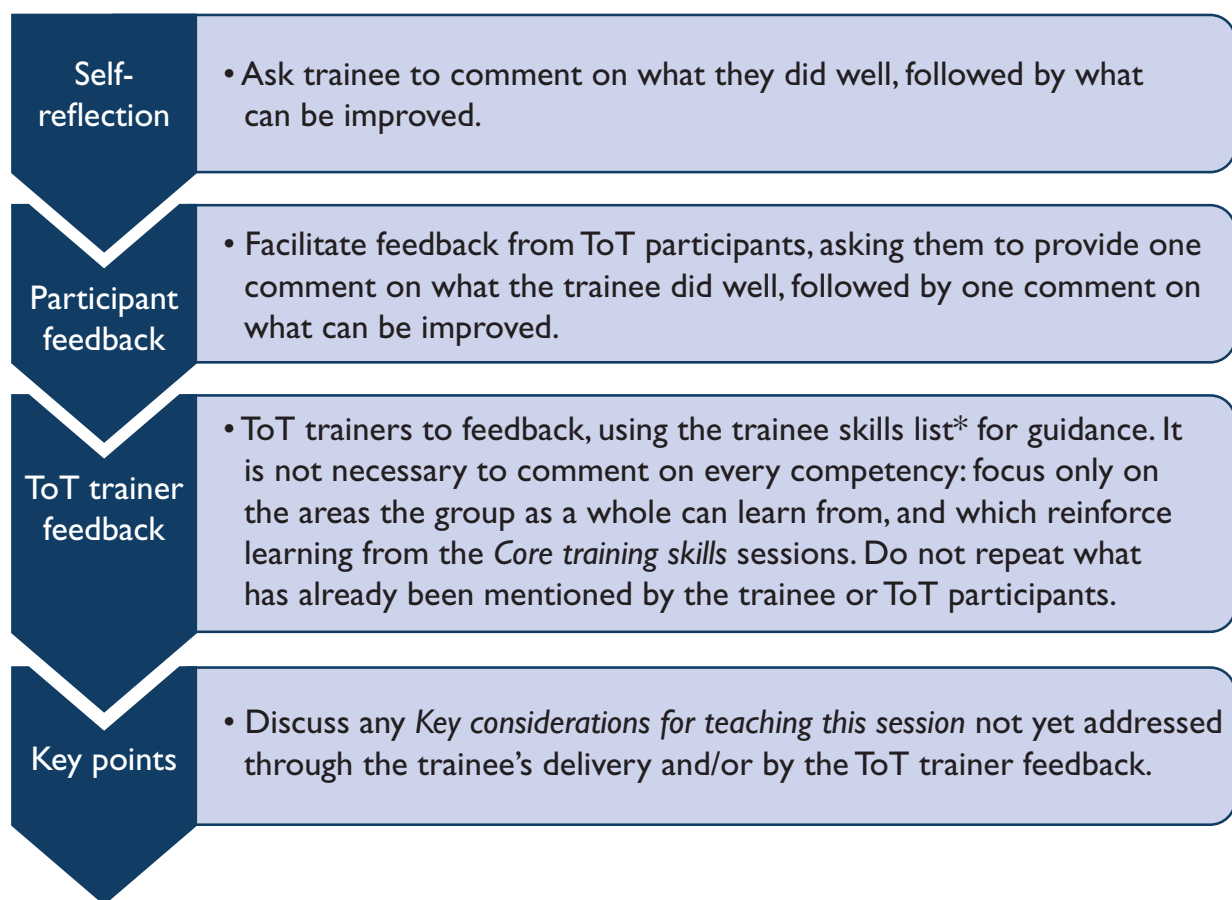 Self-
reflection
• Ask trainee to comment on what they did well, followed by what
can be improved.
Participant
feedback
• Facilitate feedback from ToT participants, asking them to provide one
comment on what the trainee did well, followed by one comment on
what can be improved.
ToT trainer
feedback
• ToT trainers to feedback, using the trainee skills list* for guidance. It
is not necessary to comment on every competency: focus only on
the areas the group as a whole can learn from, and which reinforce
learning from the Core training skills sessions. Do not repeat what
has already been mentioned by the trainee or ToT participants.
Key points
• Discuss any Key considerations for teaching this session not yet addressed
through the trainee’s delivery and/or by the ToT trainer feedback.